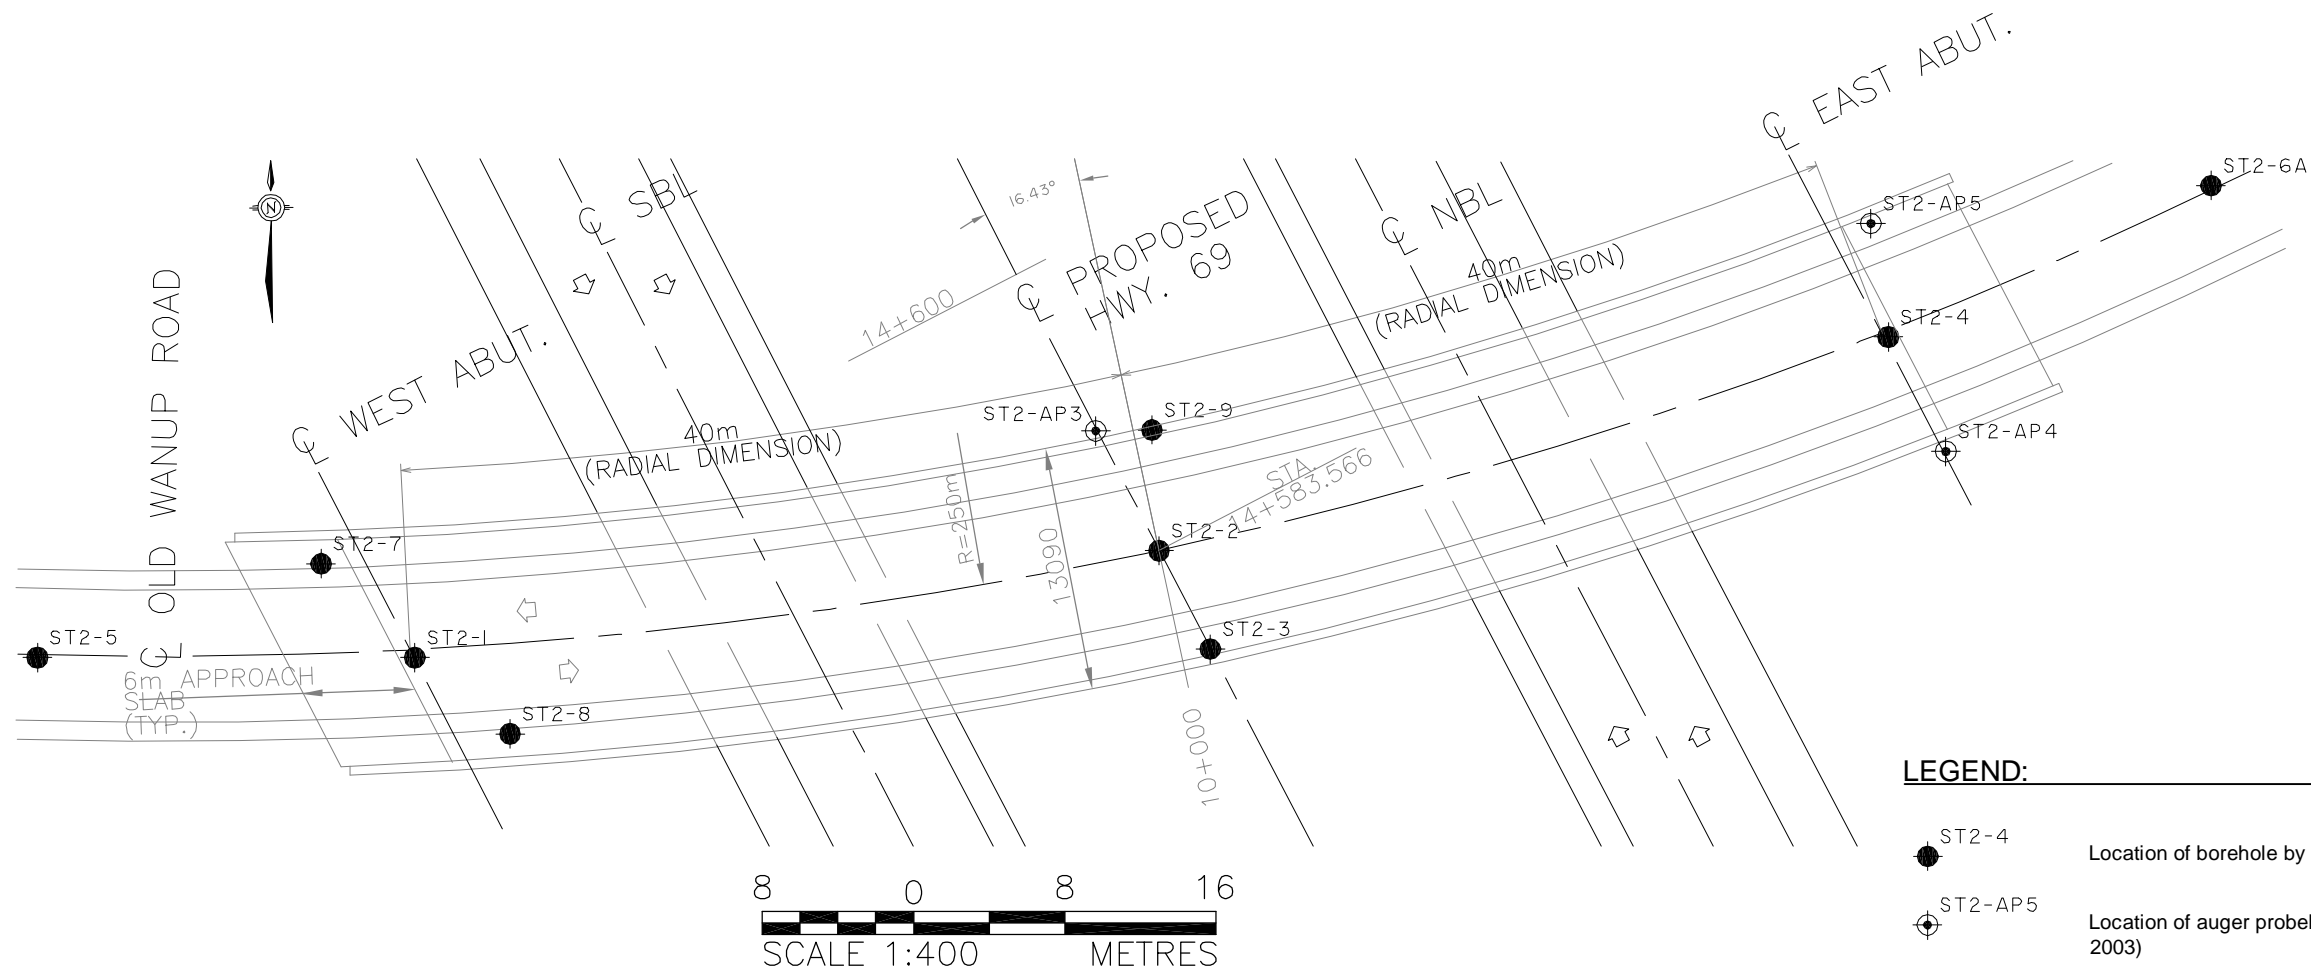 ℄ EAST ABUT.
ST2-6A
ST2-AP5
N
℄ SBL
16.43°
℄ PROPOSED
HWY. 69
℄ NBL
40m
(RADIAL DIMENSION)
14+600
ST2-4
℄ OLD WANUP ROAD
℄ WEST ABUT.
ST2-AP3
ST2-9
ST2-AP4
40m
(RADIAL DIMENSION)
STA.
14+583.566
R=250m
13090
ST2-2
ST2-7
ST2-5
ST2-1
ST2-3
6m APPROACH
SLAB
(TYP.)
ST2-8
10+000
LEGEND:
ST2-4
Location of borehole by
ST2-AP5
Location of auger probe
2003)
8 0 8 16
SCALE 1:400 METRES